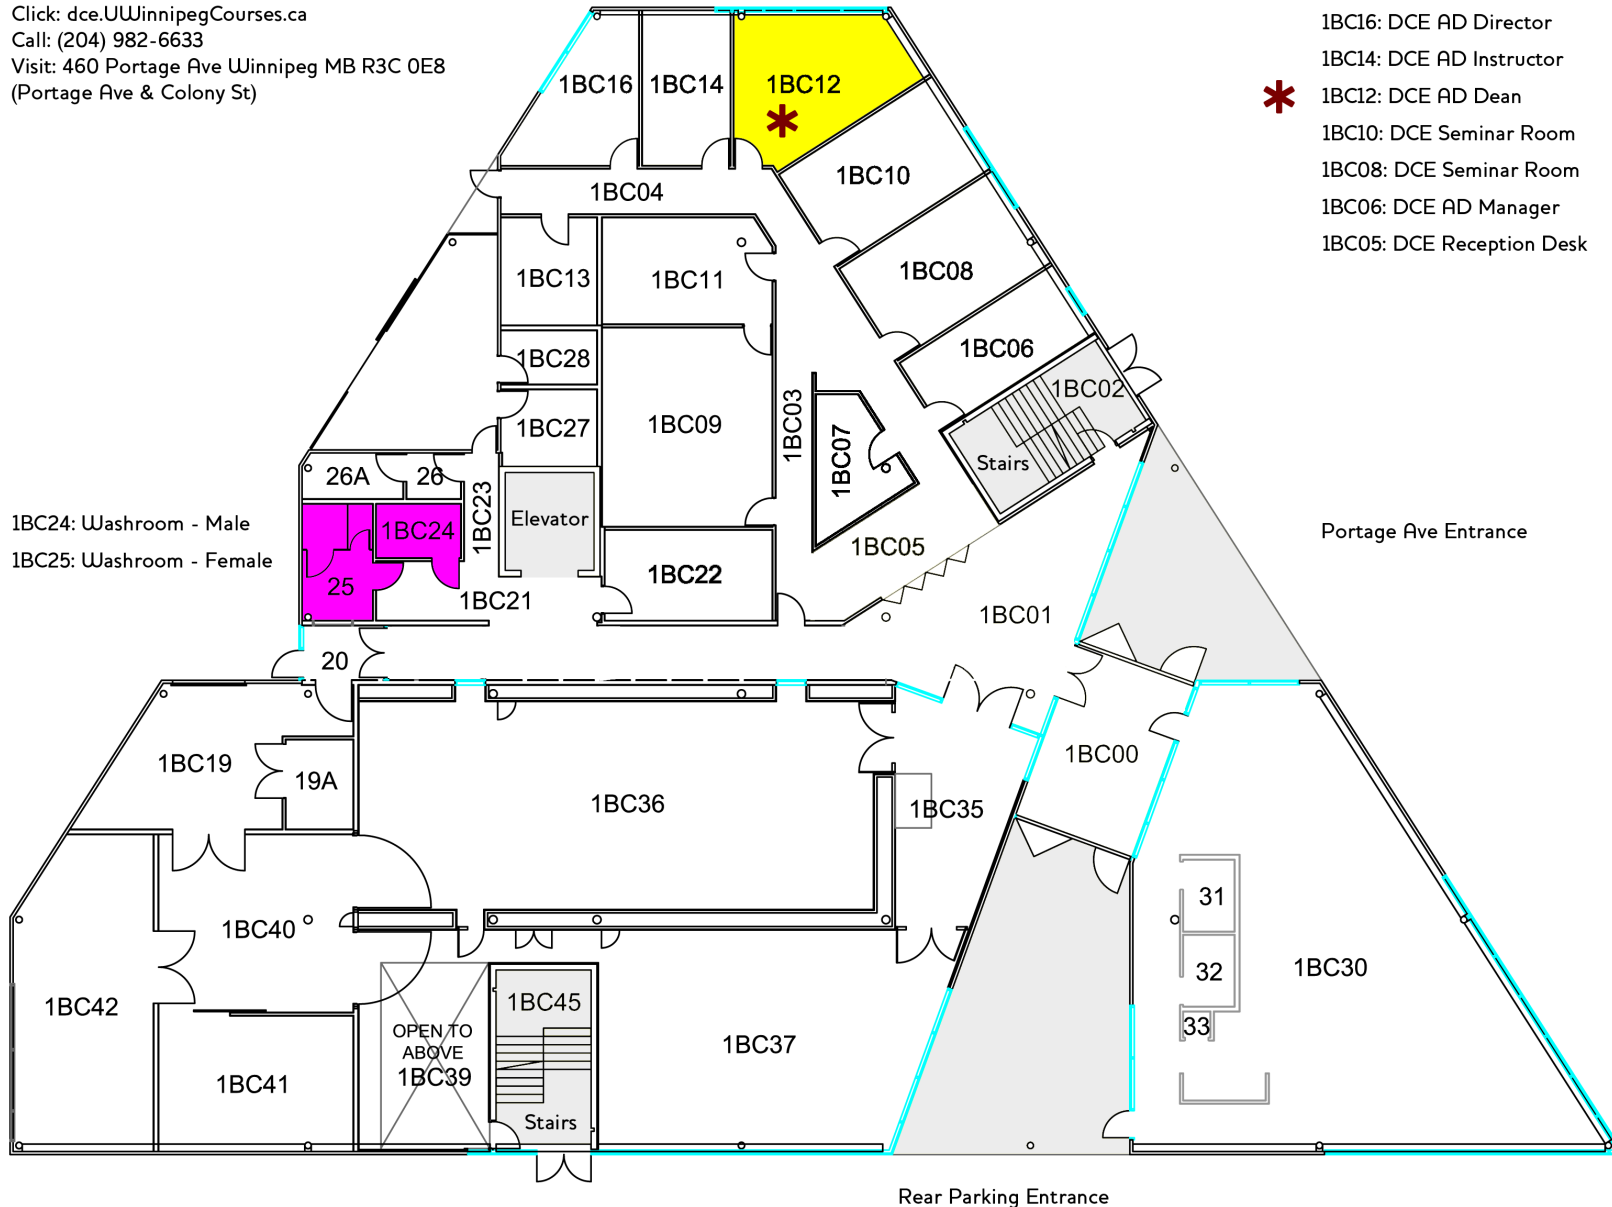 Click: dce.UWinnipegCourses.ca
Call: (204) 982-6633
Visit: 460 Portage Ave Winnipeg MB R3C 0E8
(Portage Ave & Colony St)
1BC16: DCE AD Director
1BC14: DCE AD Instructor
* 1BC12: DCE AD Dean
1BC10: DCE Seminar Room
1BC08: DCE Seminar Room
1BC06: DCE AD Manager
1BC05: DCE Reception Desk
1BC16
1BC14
1BC12
*
1BC10
1BC04
1BC08
1BC13
1BC11
1BC06
1BC28
1BC02
1BC03
1BC09
1BC27
1BC07
Stairs
26A
26
1BC23
Elevator
1BC24
1BC24: Washroom - Male
1BC25: Washroom - Female
Portage Ave Entrance
1BC05
1BC22
25
1BC21
1BC01
20
1BC00
1BC19
19A
1BC36
1BC35
31
1BC40
32
1BC30
1BC42
1BC45
33
OPEN TO
ABOVE
1BC39
1BC37
1BC41
Stairs
Rear Parking Entrance